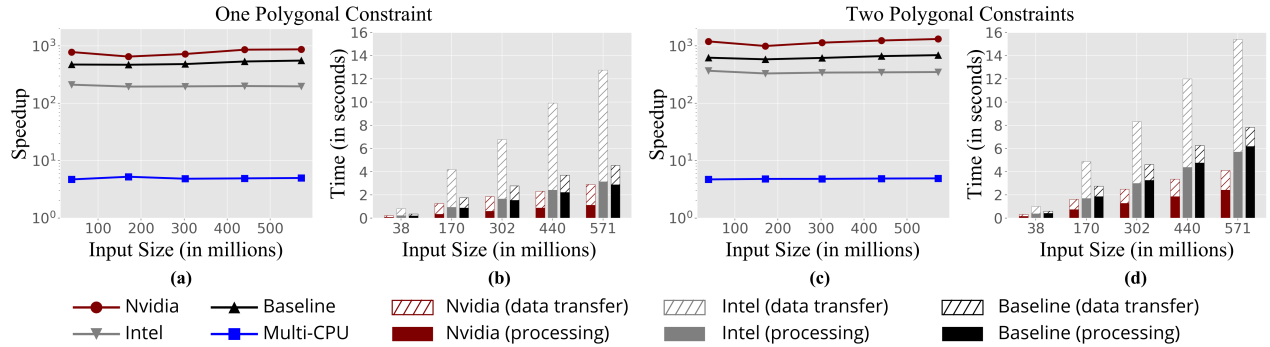 One Polygonal Constraint
Two Polygonal Constraints
Speedup
10³
10²
10¹
10⁰
100 200 300 400 500
Input Size (in millions)
(a)
Time (in seconds)
16
14
12
10
8
6
4
2
0
38 170 302 440 571
Input Size (in millions)
(b)
Speedup
10³
10²
10¹
10⁰
100 200 300 400 500
Input Size (in millions)
(c)
Time (in seconds)
16
14
12
10
8
6
4
2
0
38 170 302 440 571
Input Size (in millions)
(d)
Nvidia Baseline Nvidia (data transfer) Intel (data transfer) Baseline (data transfer)
Intel Multi-CPU Nvidia (processing) Intel (processing) Baseline (processing)